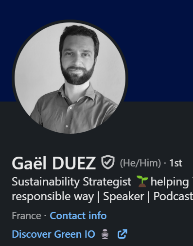 Gaël DUEZ (He/Him) · 1st
Sustainability Strategist 🌱 helping
responsible way | Speaker | Podcast
France · Contact info
Discover Green IO 🎙️